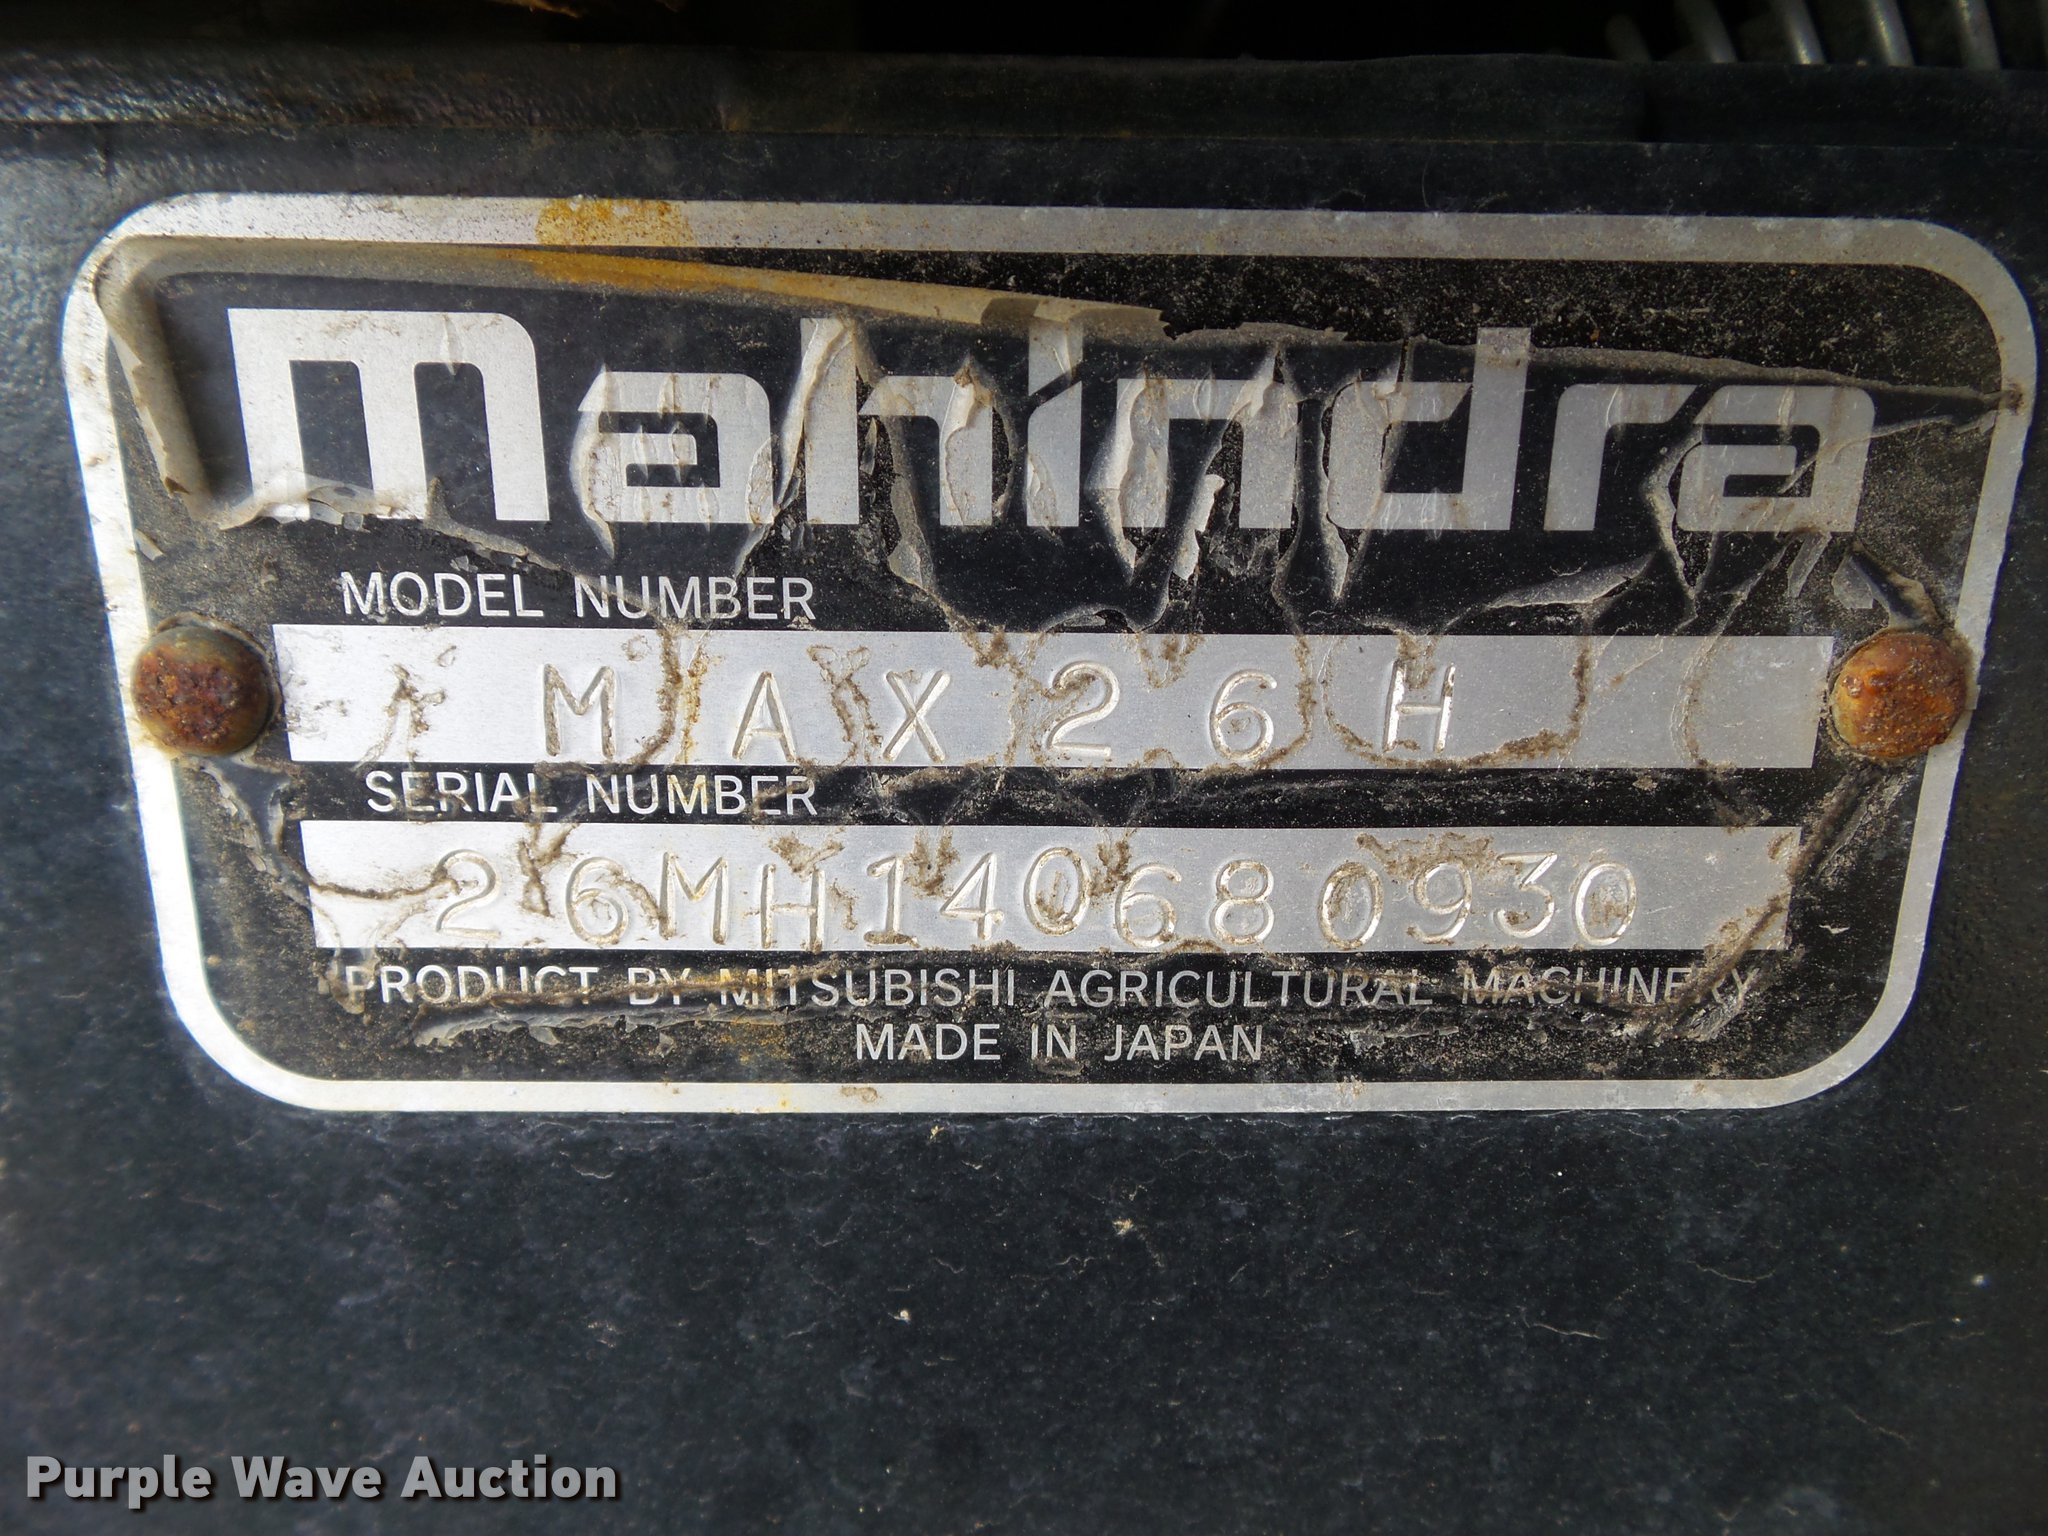 mahindra
MODEL NUMBER
MAX26H
SERIAL NUMBER
26MH140680930
PRODUCT BY MITSUBISHI AGRICULTURAL MACHINERY
MADE IN JAPAN
Purple Wave Auction